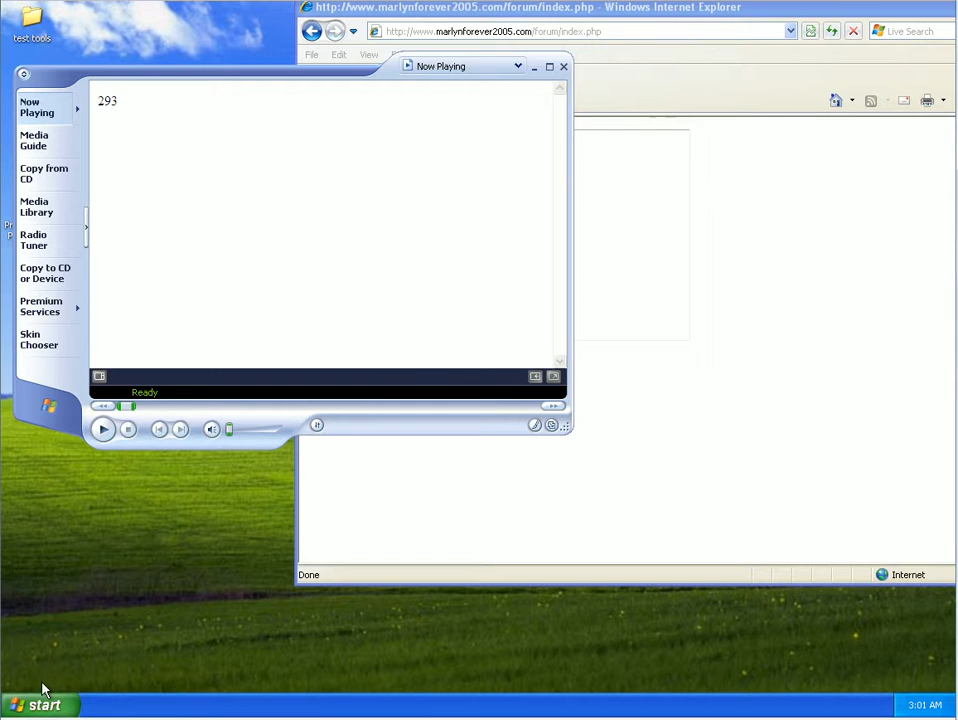 test tools
http://www.marlynforever2005.com/forum/index.php - Windows Internet Explorer
http://www.marlynforever2005.com/forum/index.php
Live Search
File Edit View
Now Playing
293
Now
Playing
Media
Guide
Copy from
CD
Media
Library
Radio
Tuner
Copy to CD
or Device
Premium
Services
Skin
Chooser
Ready
Done
Internet
start
3:01 AM